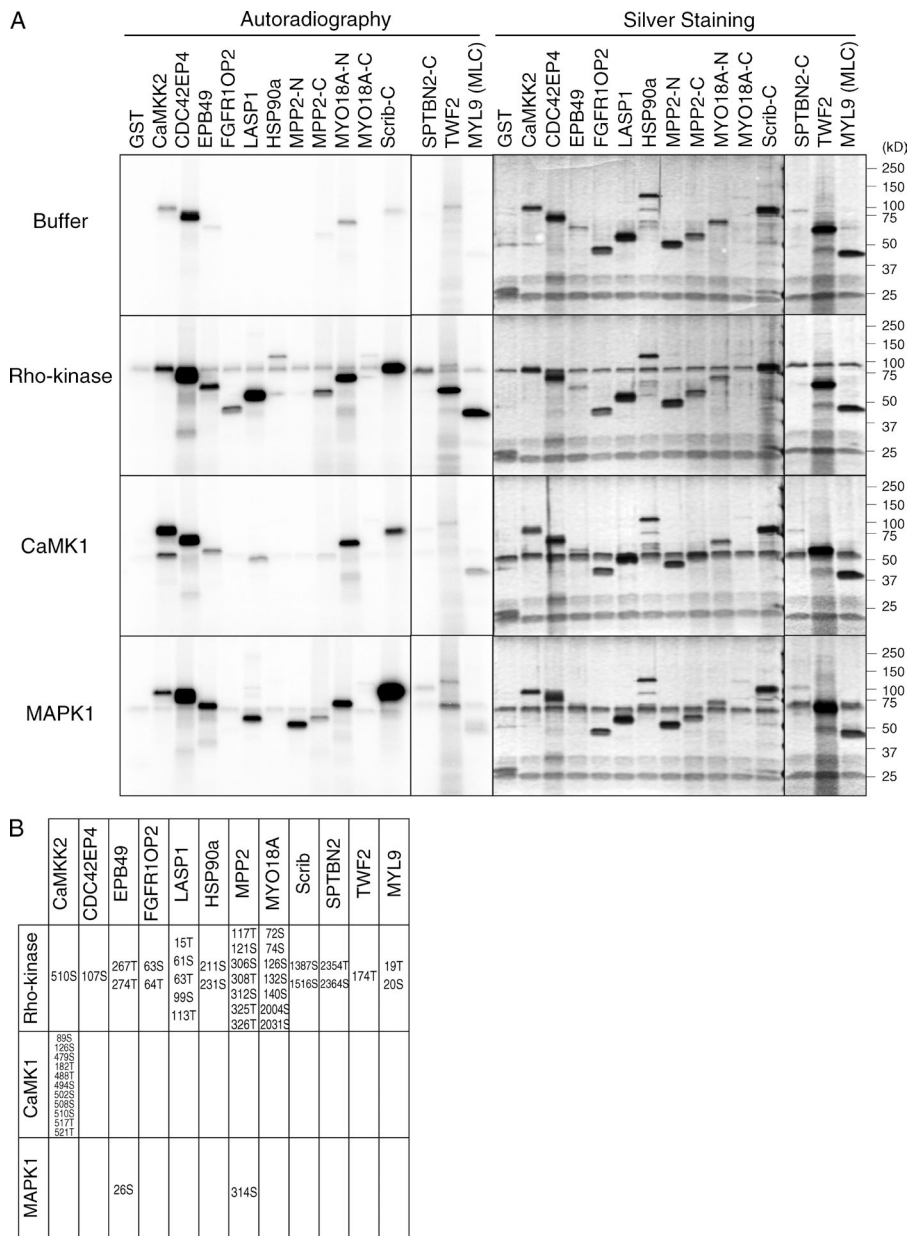 A
Autoradiography
Silver Staining
GST
CaMKK2
CDC42EP4
EPB49
FGFR1OP2
LASP1
HSP90a
MPP2-N
MPP2-C
MYO18A-N
MYO18A-C
Scrib-C
SPTBN2-C
TWF2
MYL9 (MLC)
GST
CaMKK2
CDC42EP4
EPB49
FGFR1OP2
LASP1
HSP90a
MPP2-N
MPP2-C
MYO18A-N
MYO18A-C
Scrib-C
SPTBN2-C
TWF2
MYL9 (MLC)
(kD)
Buffer
250
150
100
75
50
37
25
Rho-kinase
250
150
100
75
50
37
25
CaMK1
250
150
100
75
50
37
25
MAPK1
250
150
100
75
50
37
25
B
CaMKK2
CDC42EP4
EPB49
FGFR1OP2
LASP1
HSP90a
MPP2
MYO18A
Scrib
SPTBN2
TWF2
MYL9
Rho-kinase
510S
107S
267T
274T
63S
64T
15T
61S
63T
99S
113T
211S
231S
117T
121S
306S
308T
312S
325T
326T
72S
74S
126S
132S
140S
2004S
2031S
1387S
1516S
2354T
2364S
174T
19T
20S
CaMK1
89S
126S
479S
182T
488T
494S
502S
508S
510S
517T
521T
MAPK1
26S
314S